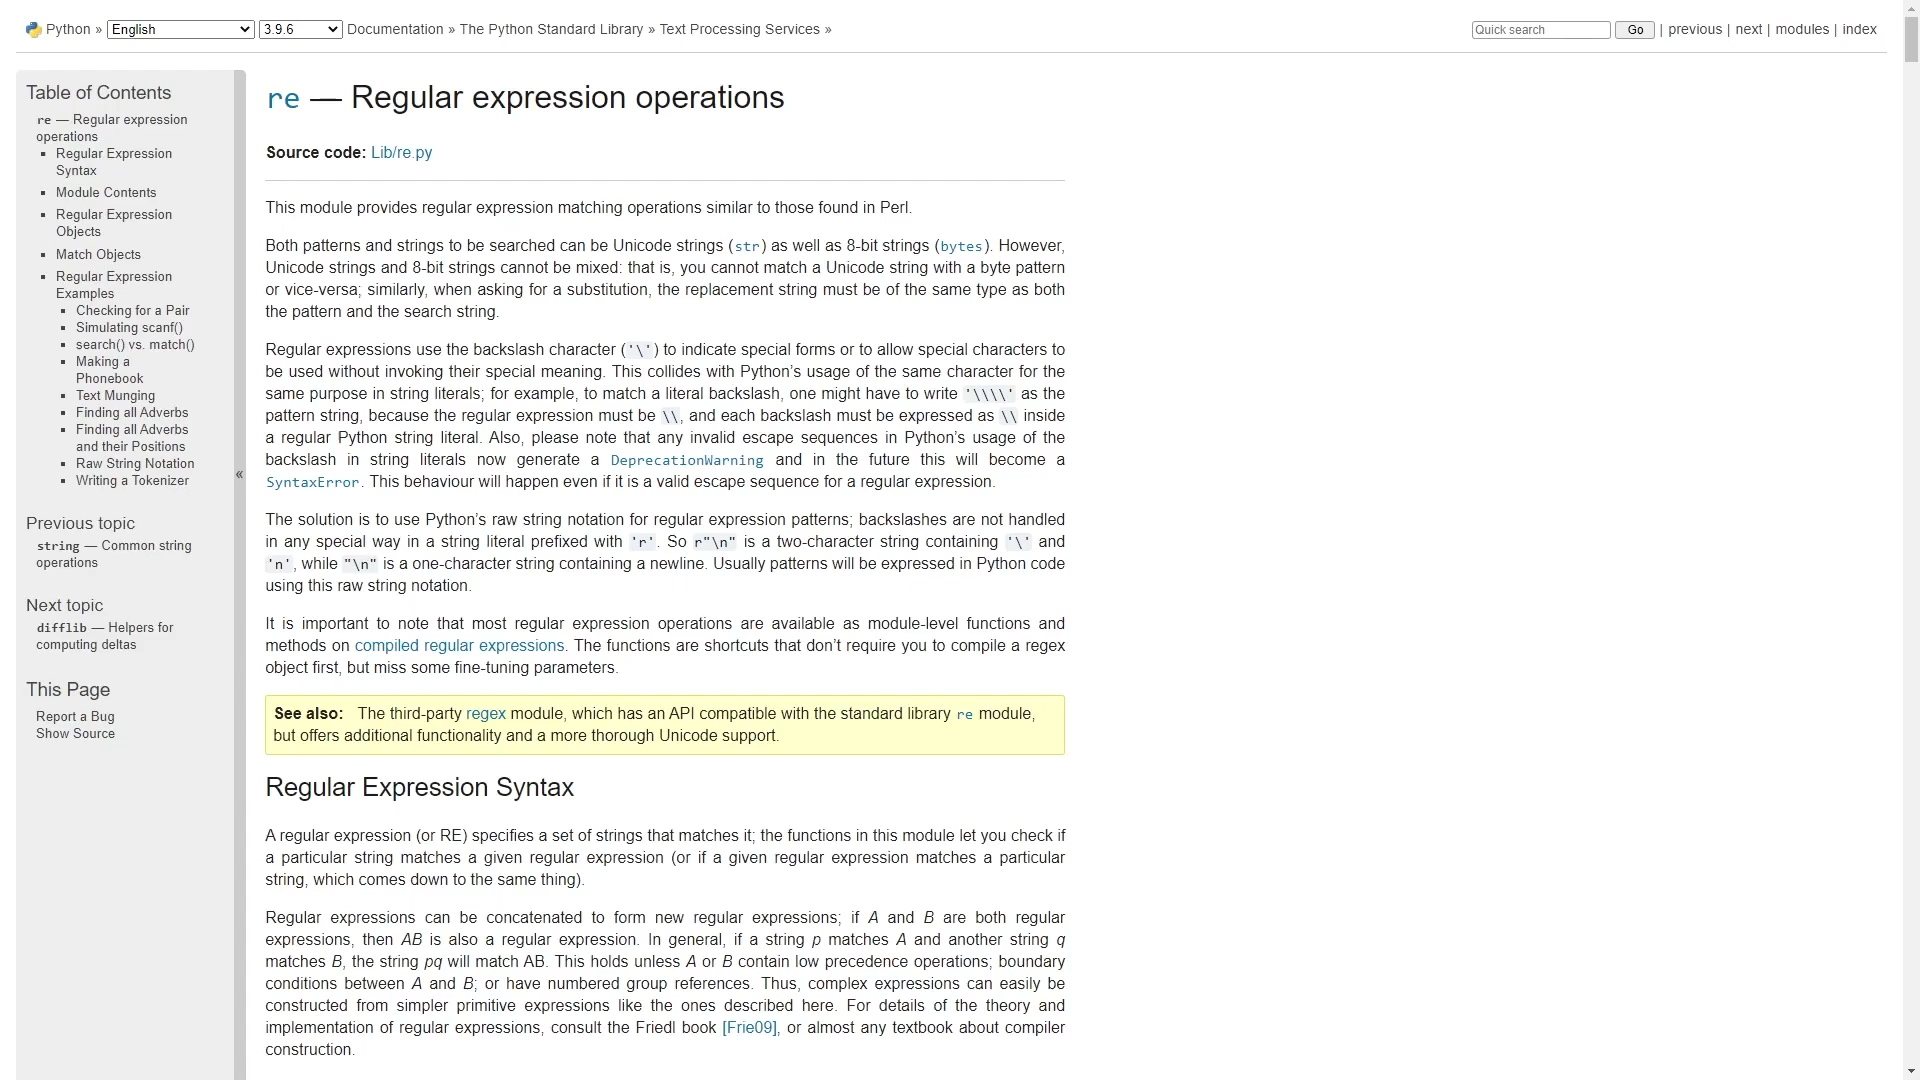 Python » English 3.9.6 Documentation » The Python Standard Library » Text Processing Services »
Quick search Go | previous | next | modules | index
Table of Contents
re — Regular expression
operations
Regular Expression
Syntax
Module Contents
Regular Expression
Objects
Match Objects
Regular Expression
Examples
Checking for a Pair
Simulating scanf()
search() vs. match()
Making a
Phonebook
Text Munging
Finding all Adverbs
Finding all Adverbs
and their Positions
Raw String Notation
Writing a Tokenizer
Previous topic
string — Common string
operations
Next topic
difflib — Helpers for
computing deltas
This Page
Report a Bug
Show Source
«
re — Regular expression operations
Source code: Lib/re.py
This module provides regular expression matching operations similar to those found in Perl.
Both patterns and strings to be searched can be Unicode strings (str) as well as 8-bit strings (bytes). However,
Unicode strings and 8-bit strings cannot be mixed: that is, you cannot match a Unicode string with a byte pattern
or vice-versa; similarly, when asking for a substitution, the replacement string must be of the same type as both
the pattern and the search string.
Regular expressions use the backslash character ('\') to indicate special forms or to allow special characters to
be used without invoking their special meaning. This collides with Python’s usage of the same character for the
same purpose in string literals; for example, to match a literal backslash, one might have to write '\\\\' as the
pattern string, because the regular expression must be \\, and each backslash must be expressed as \\ inside
a regular Python string literal. Also, please note that any invalid escape sequences in Python’s usage of the
backslash in string literals now generate a DeprecationWarning and in the future this will become a
SyntaxError. This behaviour will happen even if it is a valid escape sequence for a regular expression.
The solution is to use Python’s raw string notation for regular expression patterns; backslashes are not handled
in any special way in a string literal prefixed with 'r'. So r"\n" is a two-character string containing '\' and
'n', while "\n" is a one-character string containing a newline. Usually patterns will be expressed in Python code
using this raw string notation.
It is important to note that most regular expression operations are available as module-level functions and
methods on compiled regular expressions. The functions are shortcuts that don’t require you to compile a regex
object first, but miss some fine-tuning parameters.
See also: The third-party regex module, which has an API compatible with the standard library re module,
but offers additional functionality and a more thorough Unicode support.
Regular Expression Syntax
A regular expression (or RE) specifies a set of strings that matches it; the functions in this module let you check if
a particular string matches a given regular expression (or if a given regular expression matches a particular
string, which comes down to the same thing).
Regular expressions can be concatenated to form new regular expressions; if A and B are both regular
expressions, then AB is also a regular expression. In general, if a string p matches A and another string q
matches B, the string pq will match AB. This holds unless A or B contain low precedence operations; boundary
conditions between A and B; or have numbered group references. Thus, complex expressions can easily be
constructed from simpler primitive expressions like the ones described here. For details of the theory and
implementation of regular expressions, consult the Friedl book [Frie09], or almost any textbook about compiler
construction.